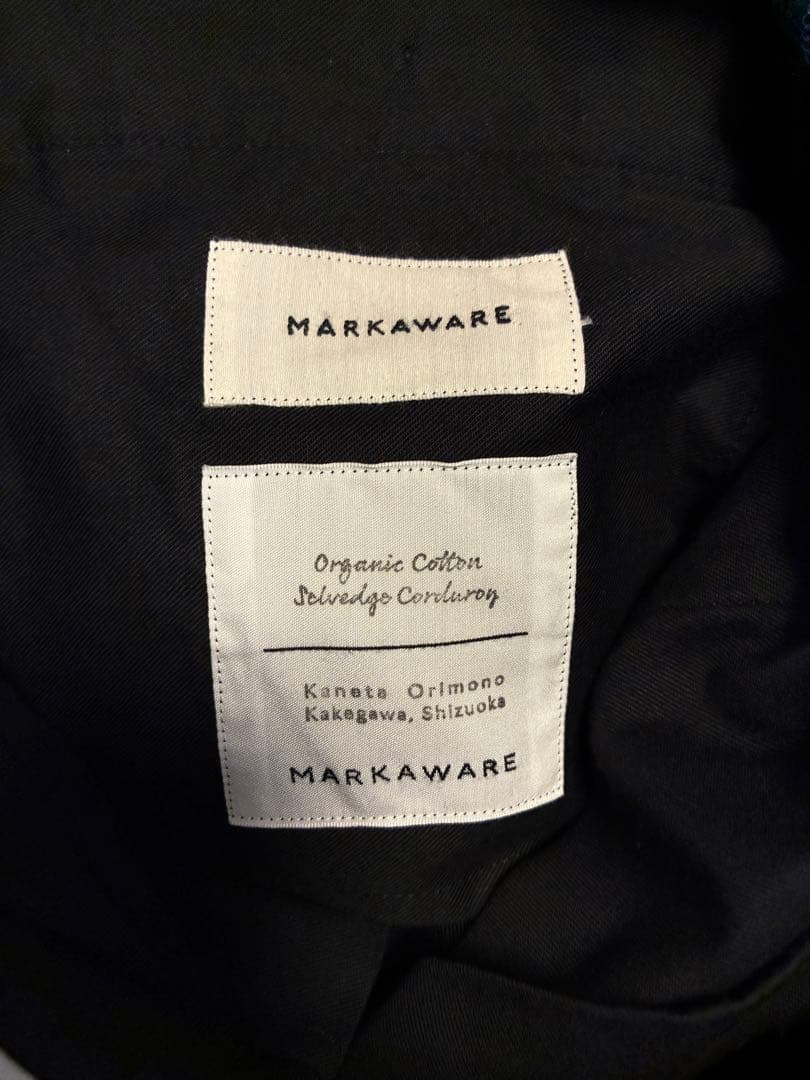 MARKAWARE
Organic Cotton
Selvedge Corduroy
Kaneta Orimono
Kakegawa, Shizuoka
MARKAWARE